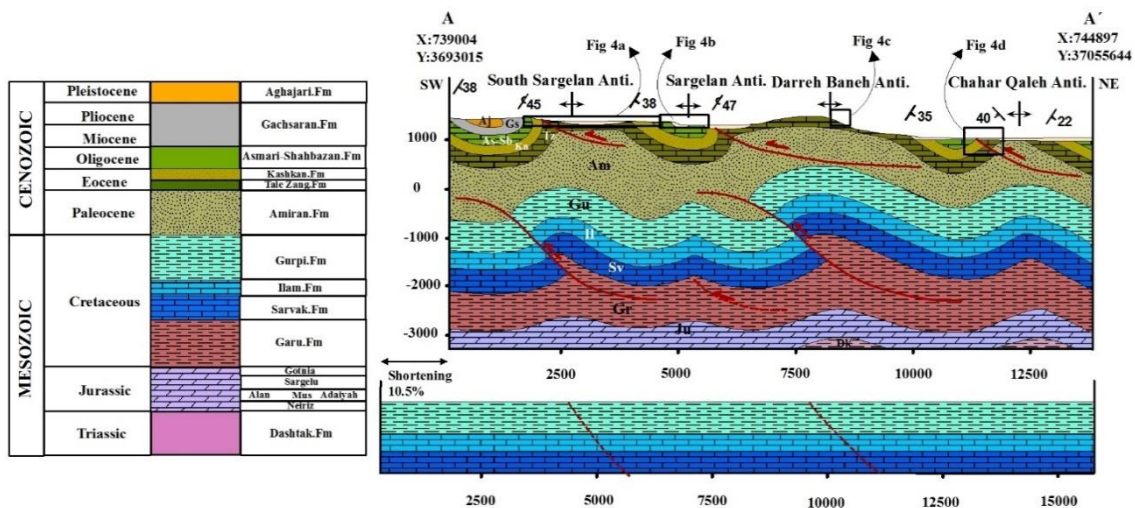 A
X:739004
Y:3693015
A´
X:744897
Y:37055644
Fig 4a
Fig 4b
Fig 4c
Fig 4d
SW
South Sargelan Anti.
Sargelan Anti.
Darreh Baneh Anti.
Chahar Qaleh Anti.
NE
38
45
38
47
35
40
22
1000
0
-1000
-2000
-3000
Aj
Gs
As-Sb
Ka
Tz
Am
Gu
Il
Sv
Gr
Ju
Dk
2500
5000
7500
10000
12500
CENOZOIC
Pleistocene
Aghajari.Fm
Pliocene
Miocene
Gachsaran.Fm
Oligocene
Asmari-Shahbazan.Fm
Eocene
Kashkan.Fm
Tale Zang.Fm
Paleocene
Amiran.Fm
MESOZOIC
Cretaceous
Gurpi.Fm
Ilam.Fm
Sarvak.Fm
Garu.Fm
Jurassic
Gotnia
Sargelu
Alan Mus Adaiyah
Neiriz
Triassic
Dashtak.Fm
Shortening
10.5%
2500
5000
7500
10000
12500
15000